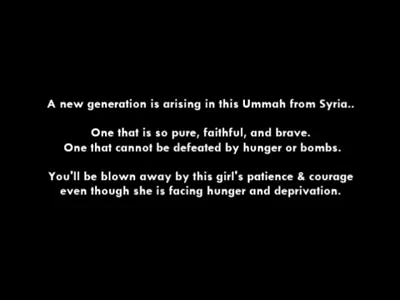 A new generation is arising in this Ummah from Syria..
One that is so pure, faithful, and brave.
One that cannot be defeated by hunger or bombs.
You'll be blown away by this girl's patience & courage
even though she is facing hunger and deprivation.